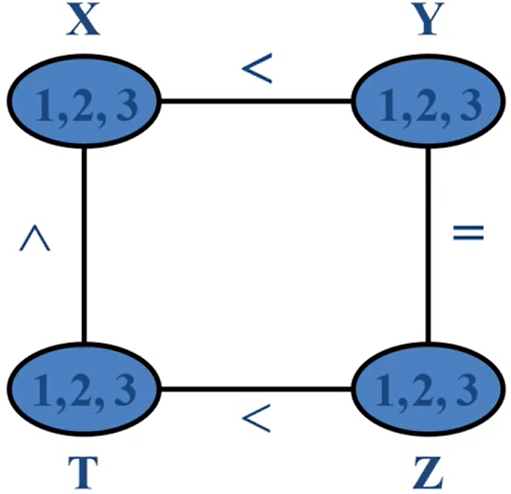 X Y
<
1,2,3 1,2,3
^ =
1,2,3 1,2,3
<
T Z